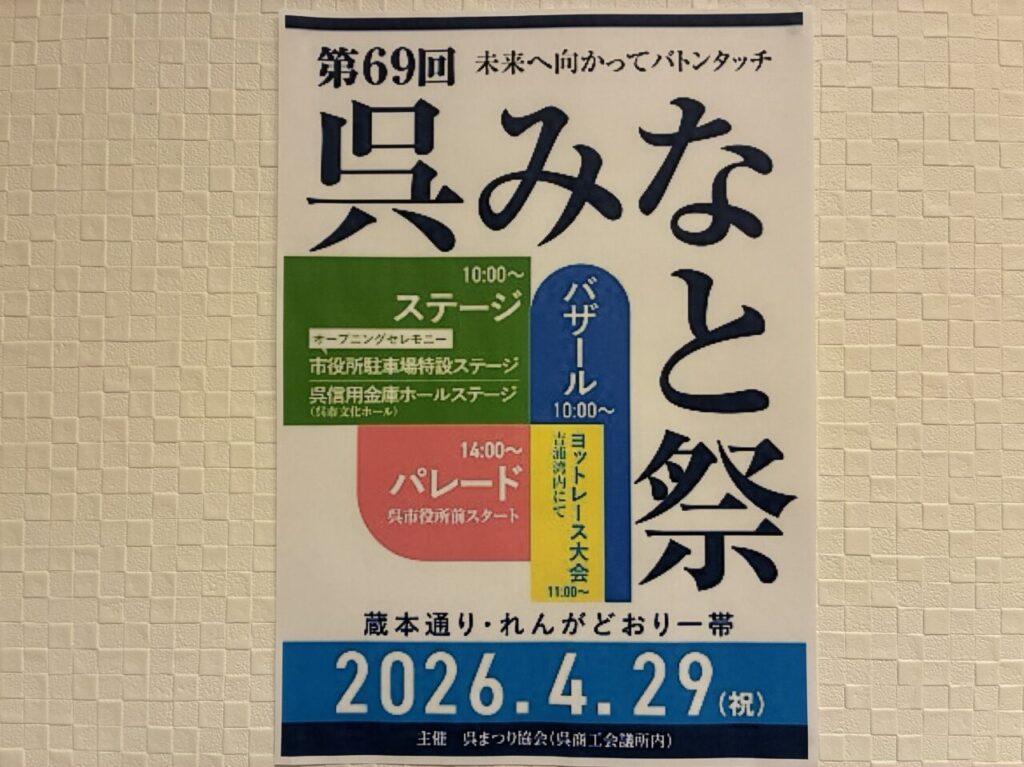 第69回 未来へ向かってバトンタッチ
呉みなと祭
10:00〜
ステージ
オープニングセレモニー
市役所駐車場特設ステージ
呉信用金庫ホールステージ
(呉市文化ホール)
バザール
10:00〜
14:00〜
パレード
呉市役所前スタート
ヨットレース大会
吉浦湾内にて
11:00〜
蔵本通り・れんがどおり一帯
2026.4.29(祝)
主催 呉まつり協会(呉商工会議所内)